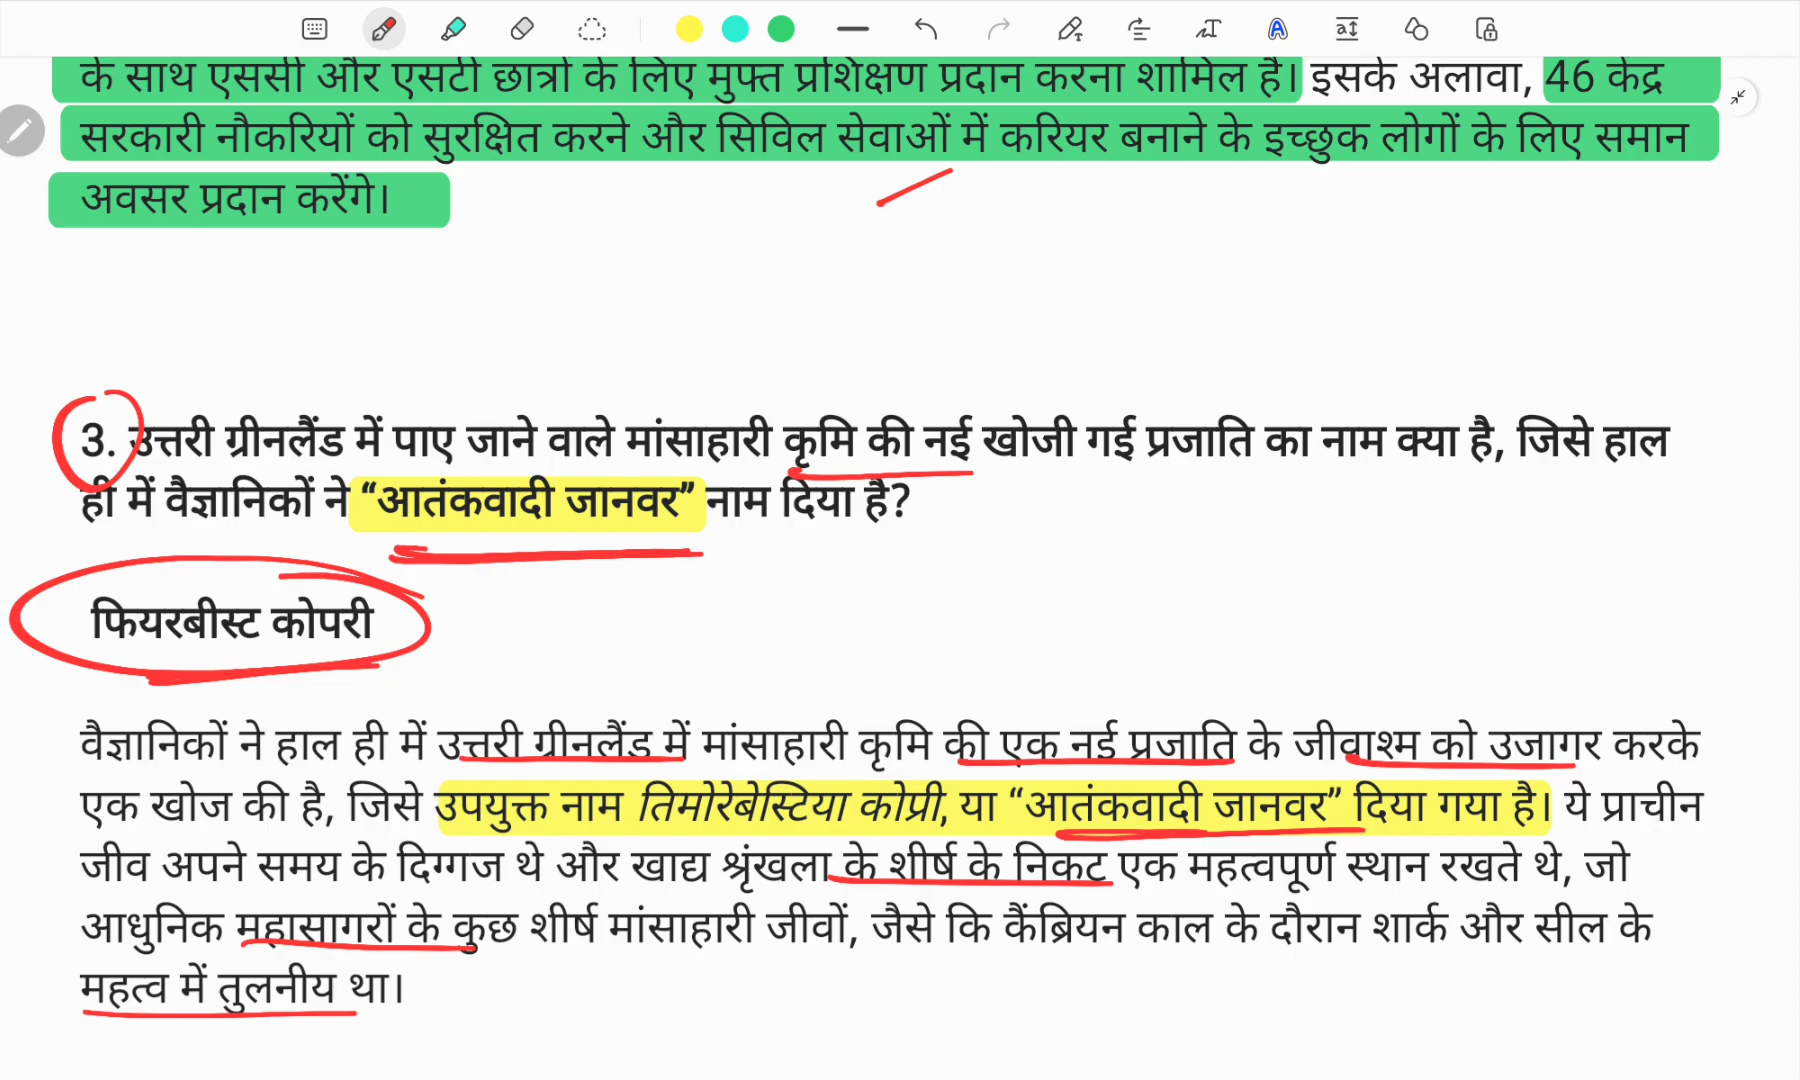 के साथ एससी और एसटी छात्रों के लिए मुफ्त प्रशिक्षण प्रदान करना शामिल है। इसके अलावा, 46 केंद्र
सरकारी नौकरियों को सुरक्षित करने और सिविल सेवाओं में करियर बनाने के इच्छुक लोगों के लिए समान
अवसर प्रदान करेंगे।
3. उत्तरी ग्रीनलैंड में पाए जाने वाले मांसाहारी कृमि की नई खोजी गई प्रजाति का नाम क्या है, जिसे हाल
ही में वैज्ञानिकों ने “आतंकवादी जानवर” नाम दिया है?
फियरबीस्ट कोपरी
वैज्ञानिकों ने हाल ही में उत्तरी ग्रीनलैंड में मांसाहारी कृमि की एक नई प्रजाति के जीवाश्म को उजागर करके
एक खोज की है, जिसे उपयुक्त नाम तिमोरेबेस्टिया कोप्री, या “आतंकवादी जानवर” दिया गया है। ये प्राचीन
जीव अपने समय के दिग्गज थे और खाद्य श्रृंखला के शीर्ष के निकट एक महत्वपूर्ण स्थान रखते थे, जो
आधुनिक महासागरों के कुछ शीर्ष मांसाहारी जीवों, जैसे कि कैंब्रियन काल के दौरान शार्क और सील के
महत्व में तुलनीय था।